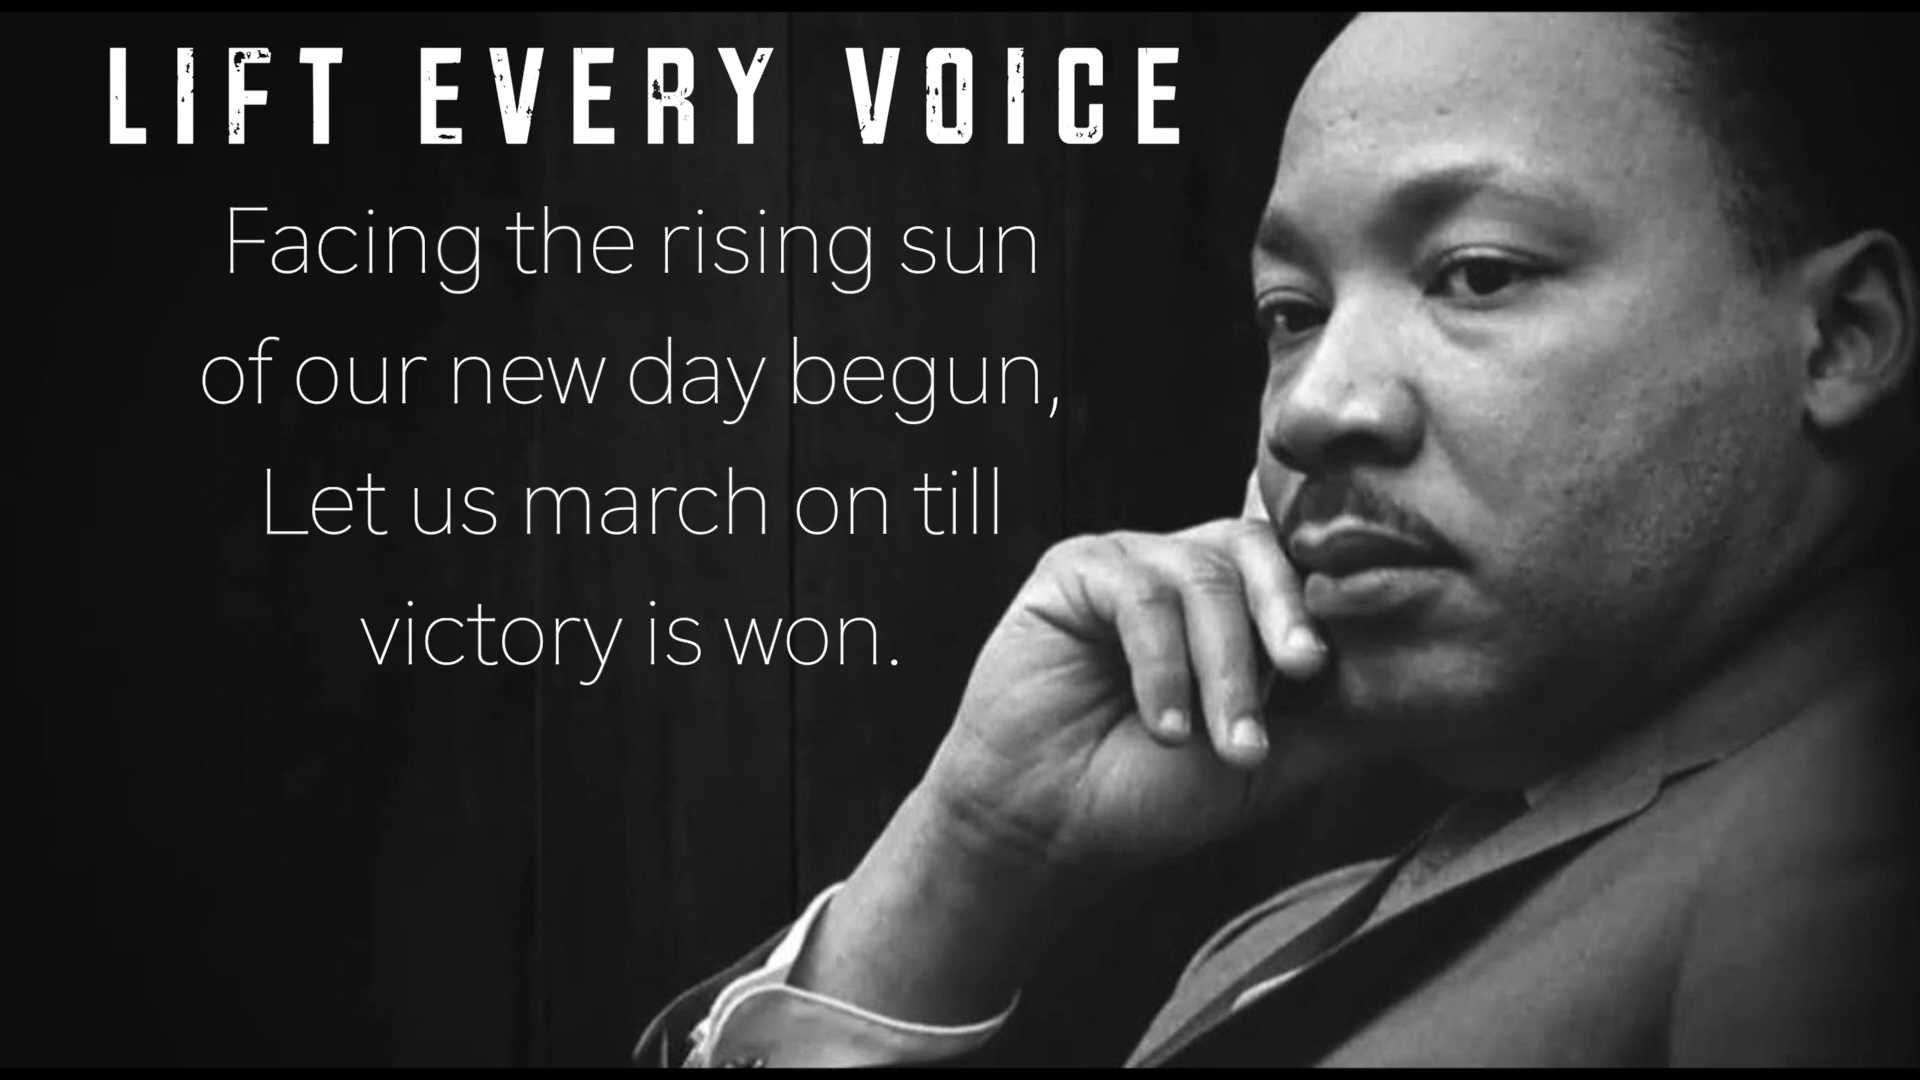 LIFT EVERY VOICE
Facing the rising sun
of our new day begun,
Let us march on till
victory is won.